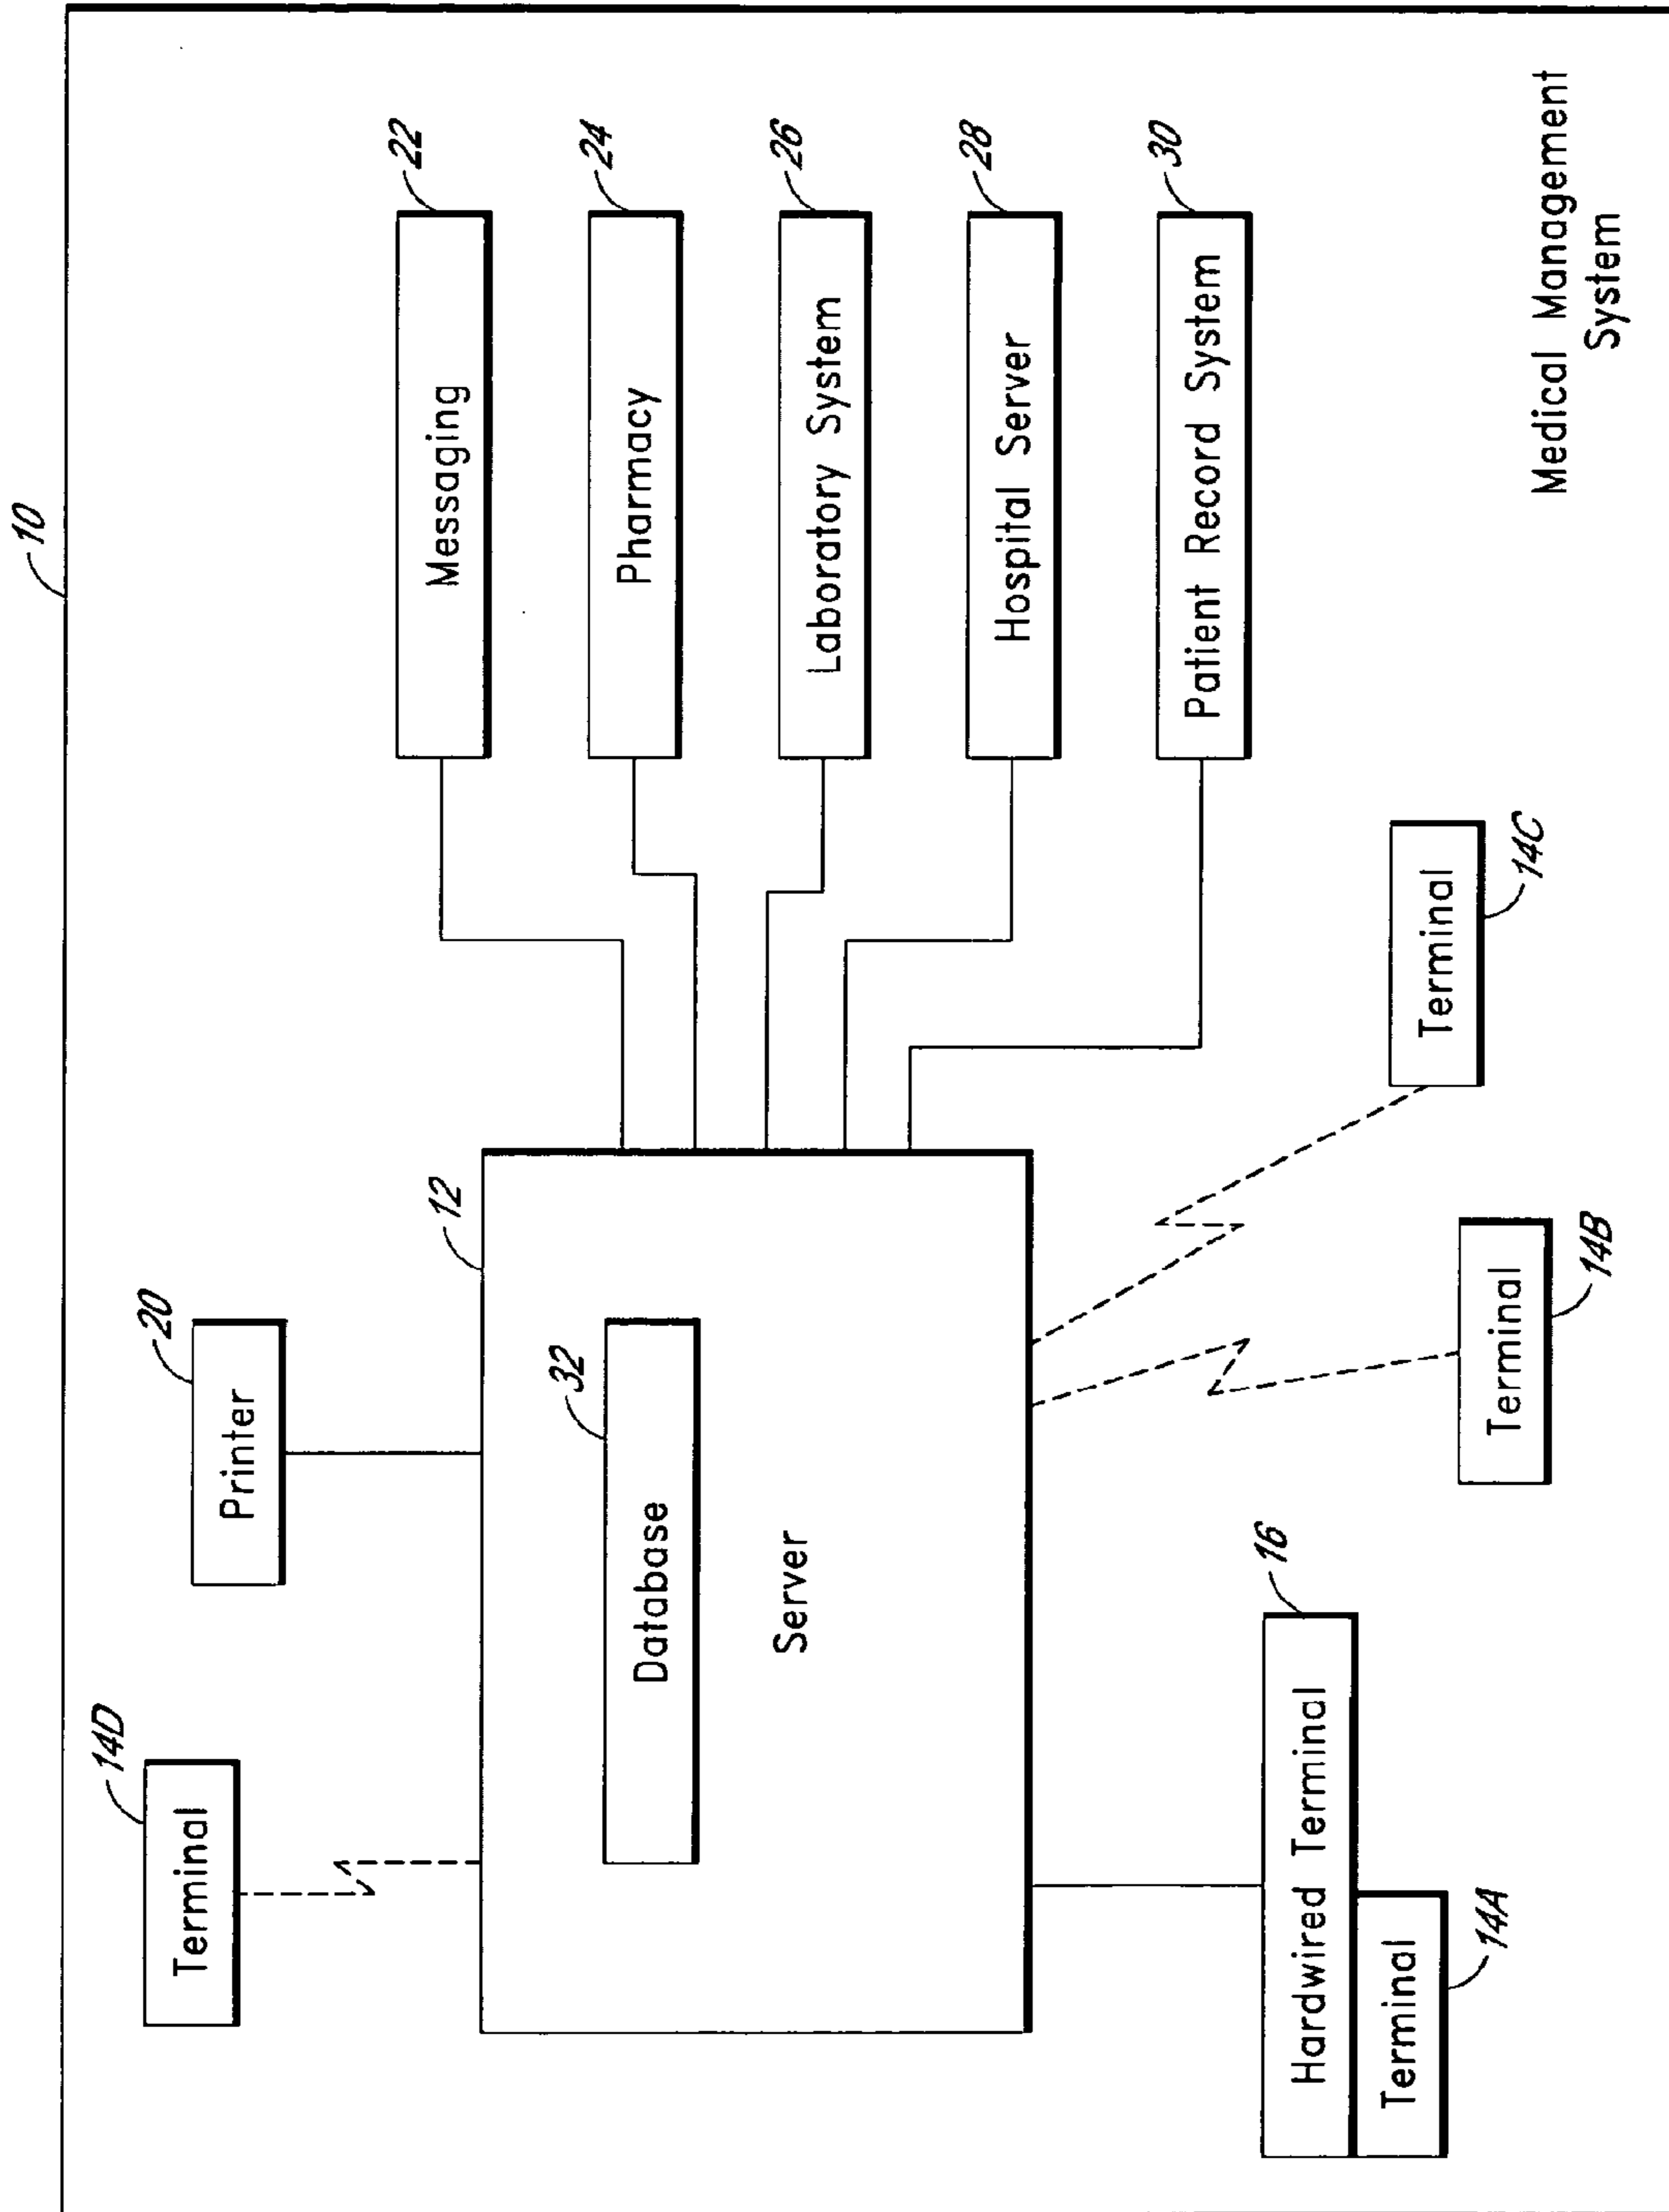 10
Terminal
14D
Printer
20
Messaging
22
12
Database
32
Server
Pharmacy
24
Laboratory System
26
Hospital Server
28
Patient Record System
30
Hardwired Terminal
16
Terminal
14A
Terminal
14B
Terminal
14C
Medical Management
System